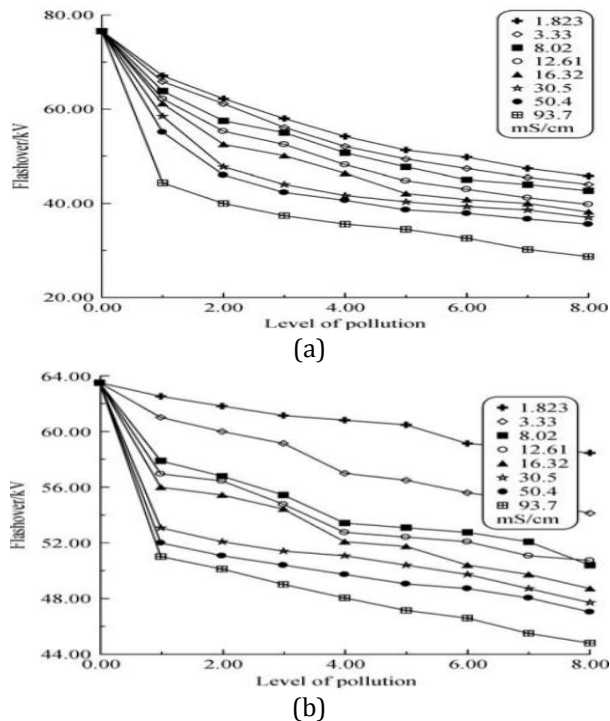 80.00
60.00
40.00
20.00
Flashover/kV
1.823
3.33
8.02
12.61
16.32
30.5
50.4
93.7
mS/cm
0.00 2.00 4.00 6.00 8.00
Level of pollution
(a)
64.00
60.00
56.00
52.00
48.00
44.00
Flashover/kV
1.823
3.33
8.02
12.61
16.32
30.5
50.4
93.7
mS/cm
0.00 2.00 4.00 6.00 8.00
Level of pollution
(b)